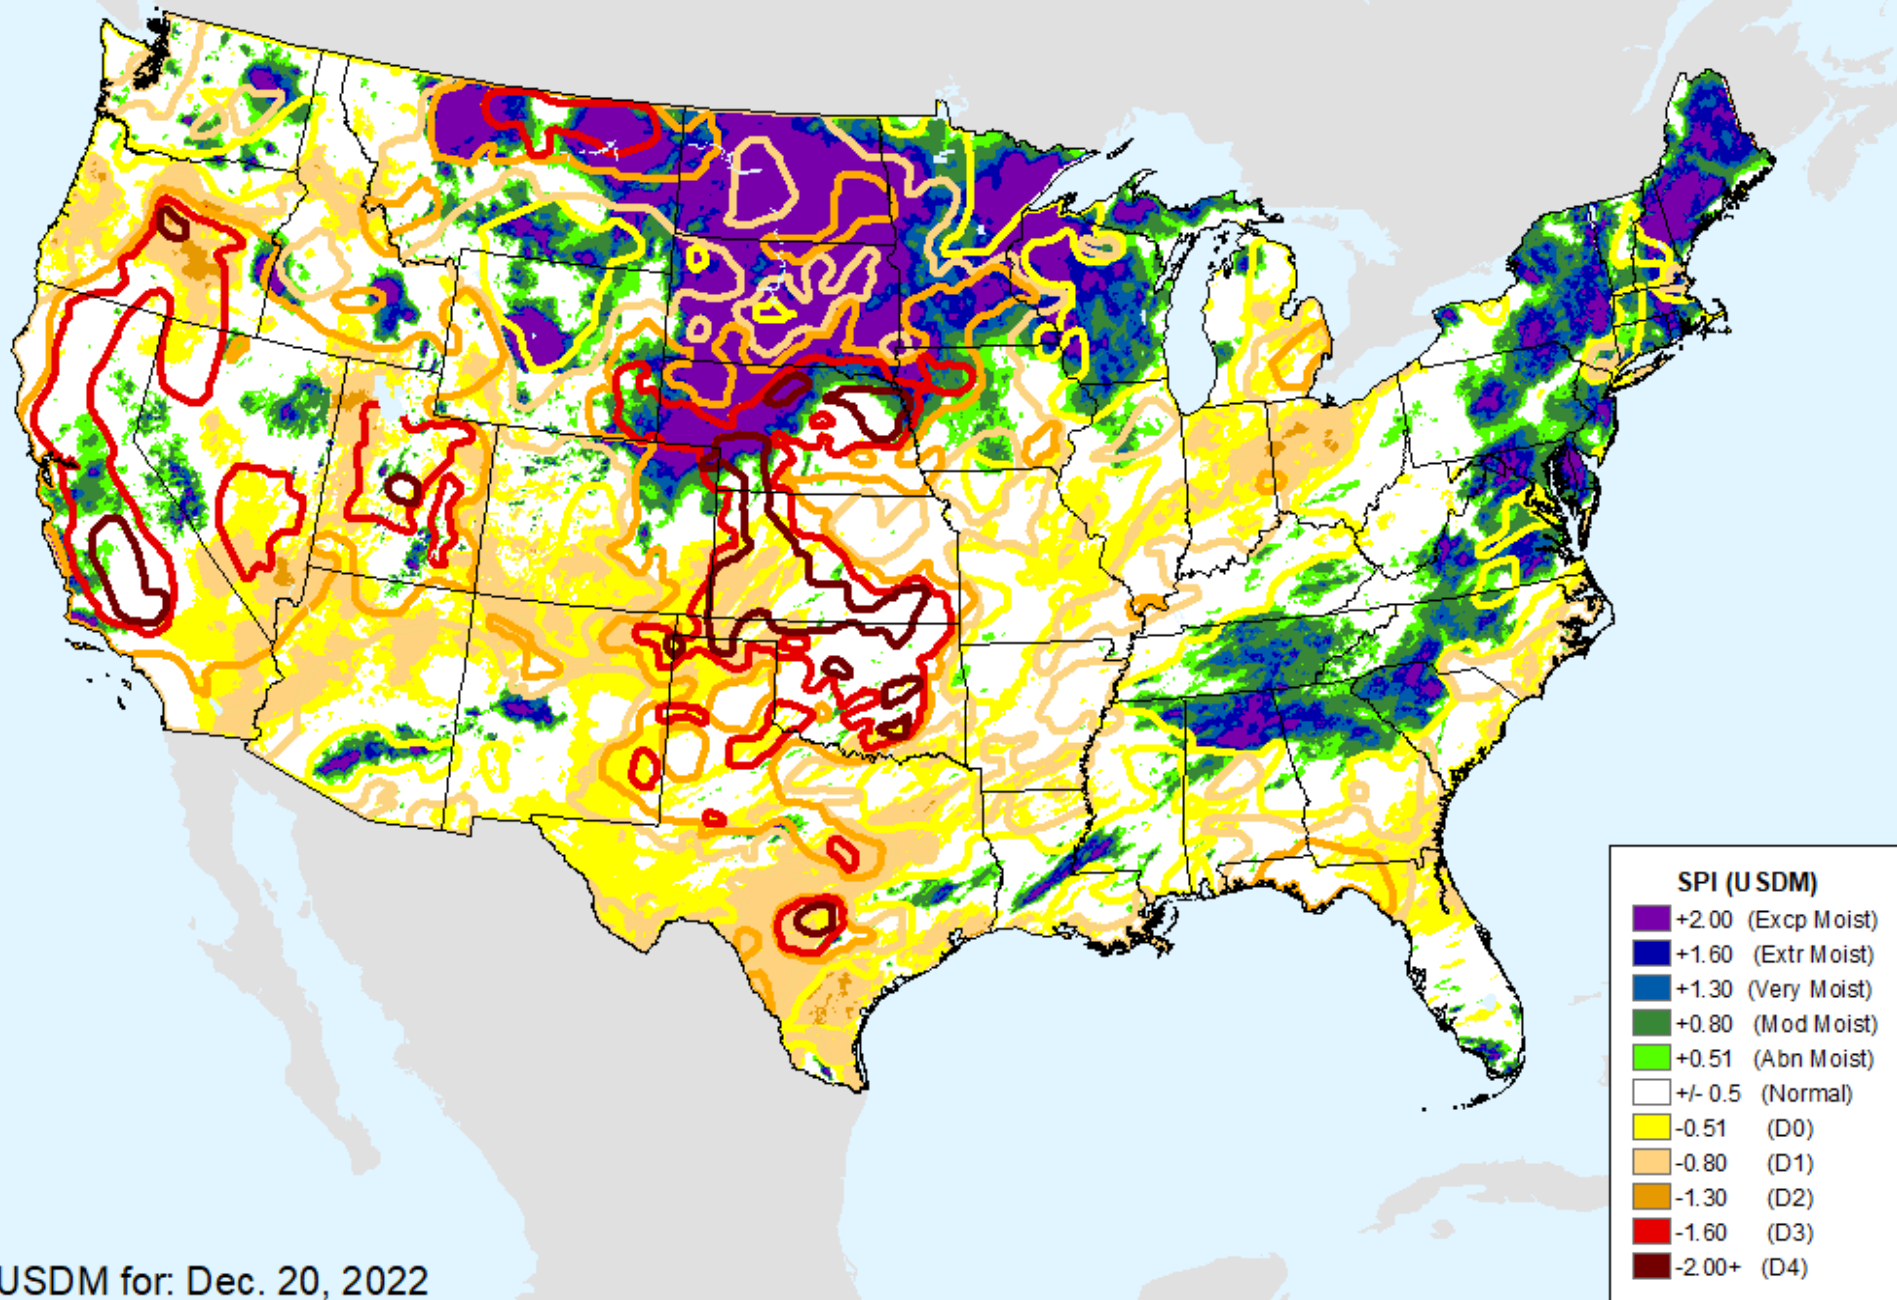 SPI (USDM)
+2.00 (Excp Moist)
+1.60 (Extr Moist)
+1.30 (Very Moist)
+0.80 (Mod Moist)
+0.51 (Abn Moist)
+/- 0.5 (Normal)
-0.51 (D0)
-0.80 (D1)
-1.30 (D2)
-1.60 (D3)
-2.00+ (D4)
USDM for: Dec. 20, 2022